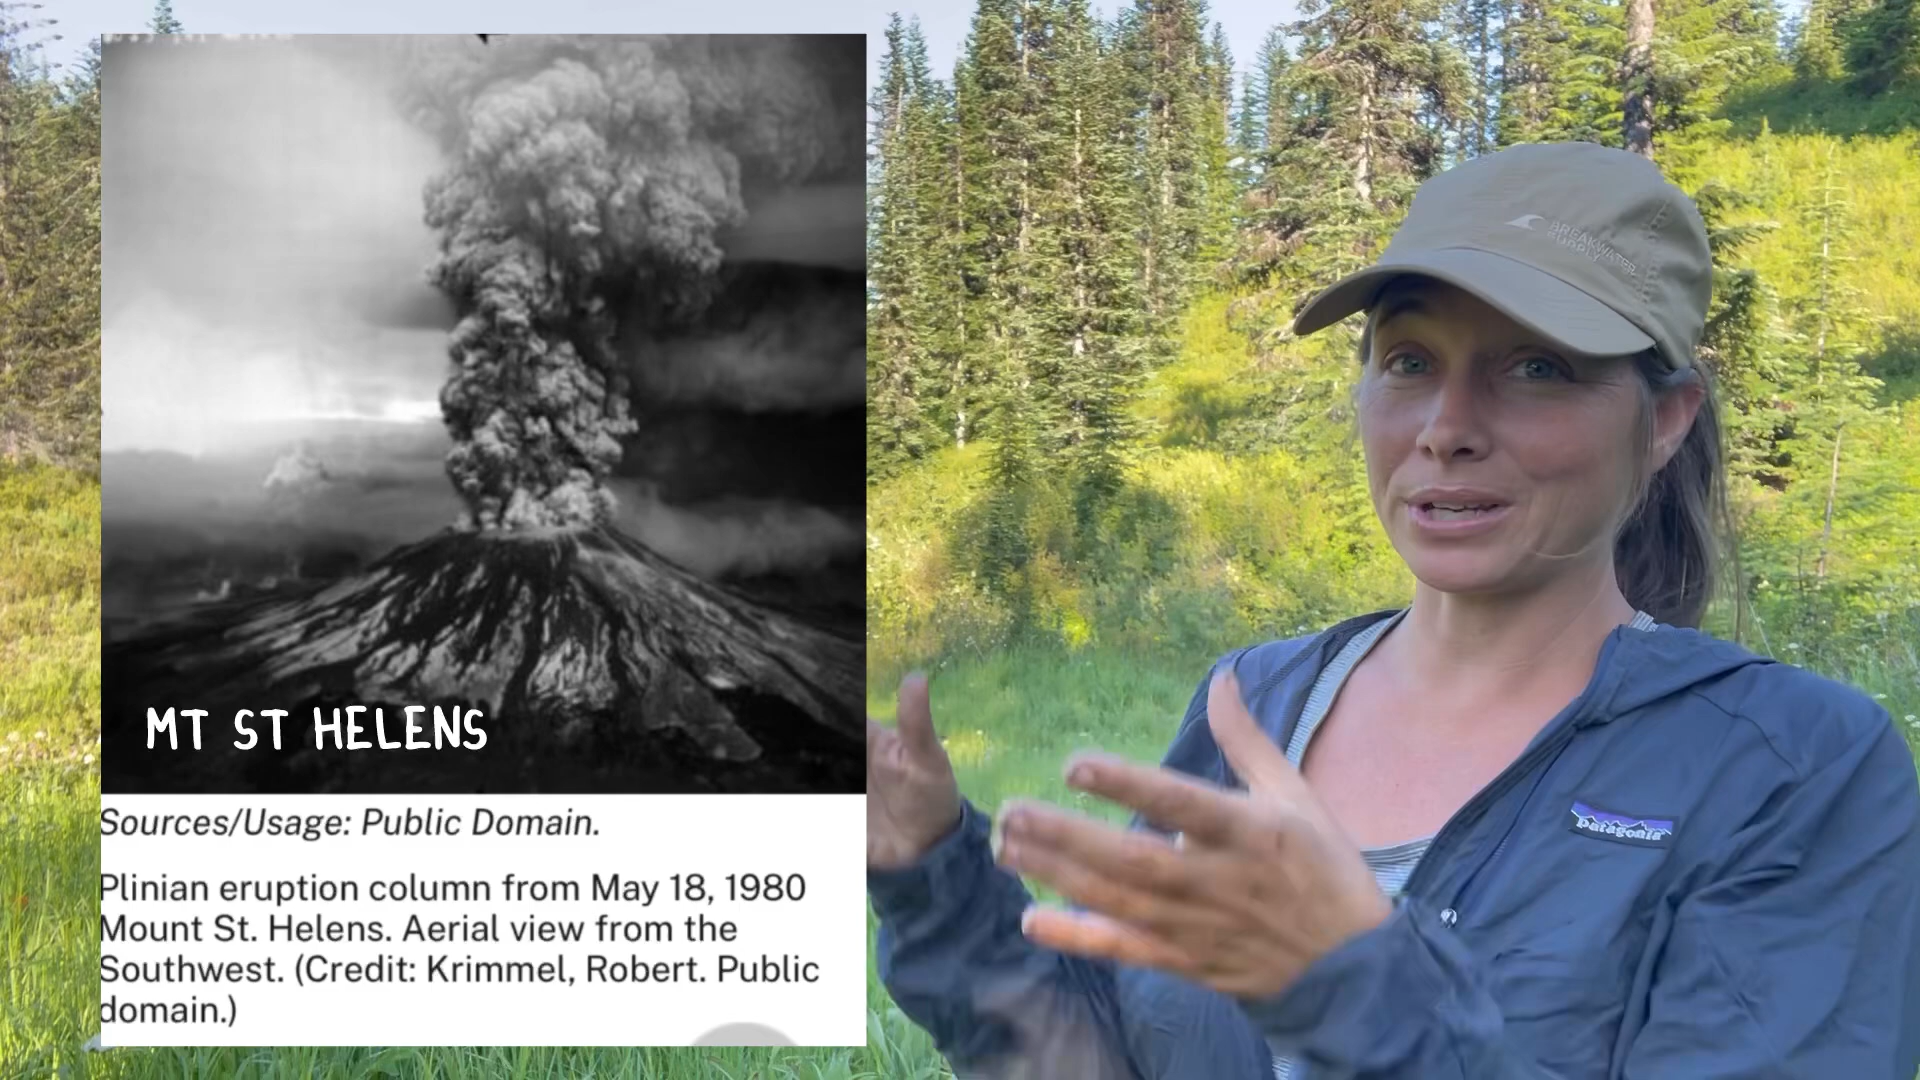 MT ST HELENS
Sources/Usage: Public Domain.
Plinian eruption column from May 18, 1980
Mount St. Helens. Aerial view from the
Southwest. (Credit: Krimmel, Robert. Public
domain.)
BREAKWATER
SUPPLY
patagonia